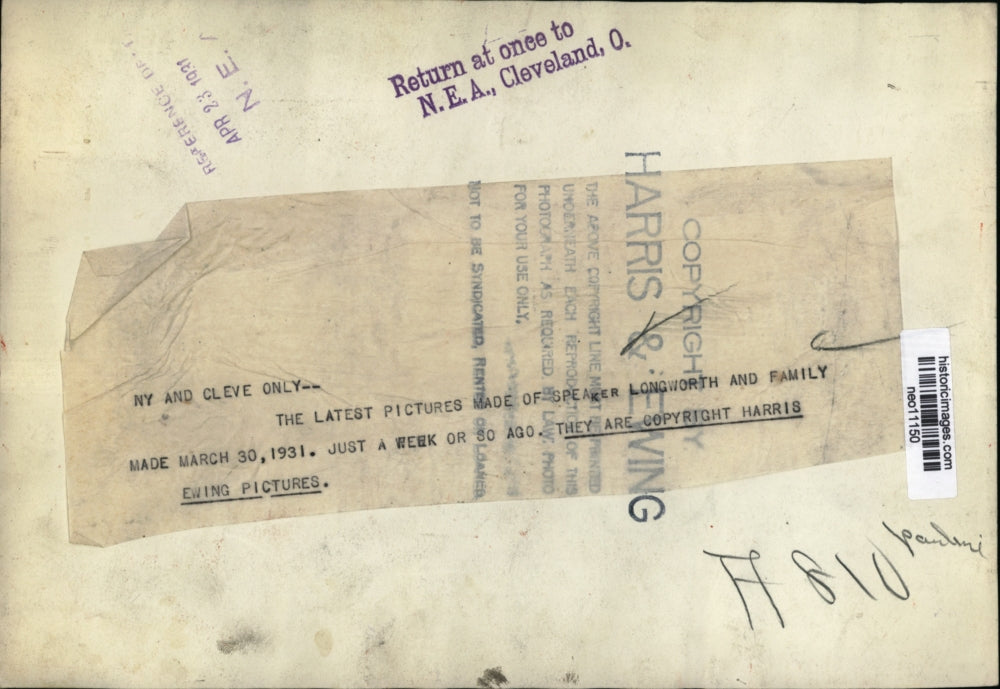 Return at once to
N.E.A., Cleveland, O.
REFERENCE
APR 23 1931
N. E.
COPYRIGHT BY
HARRIS & EWING
THE ABOVE COPYRIGHT LINE MUST BE PRINTED
UNDERNEATH EACH REPRODUCTION OF THIS
PHOTOGRAPH AS REQUIRED BY LAW. PHOTO
FOR YOUR USE ONLY.
NOT TO BE SYNDICATED, RENTED OR LOANED
NY AND CLEVE ONLY--
THE LATEST PICTURES MADE OF SPEAKER LONGWORTH AND FAMILY
MADE MARCH 30,1931. JUST A WEEK OR SO AGO. THEY ARE COPYRIGHT HARRIS
EWING PICTURES.
historicimages.com
neo11150
A 810